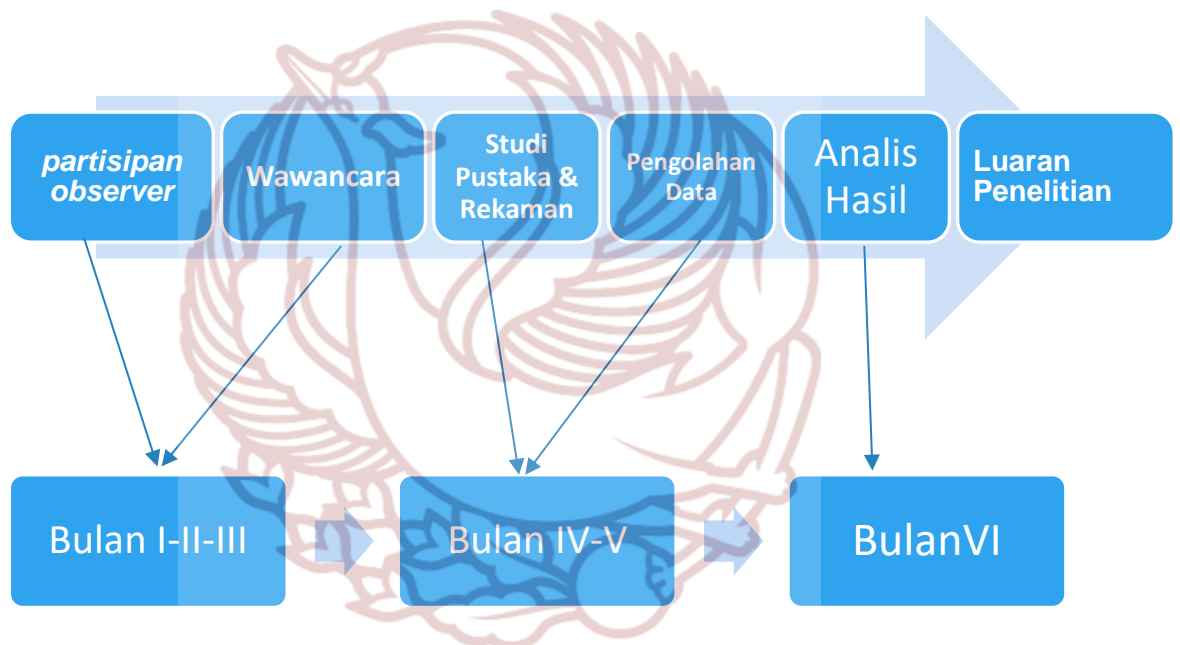 partisipan
observer
Wawancara
Studi
Pustaka &
Rekaman
Pengolahan
Data
Analis
Hasil
Luaran
Penelitian
Bulan I-II-III
Bulan IV-V
BulanVI